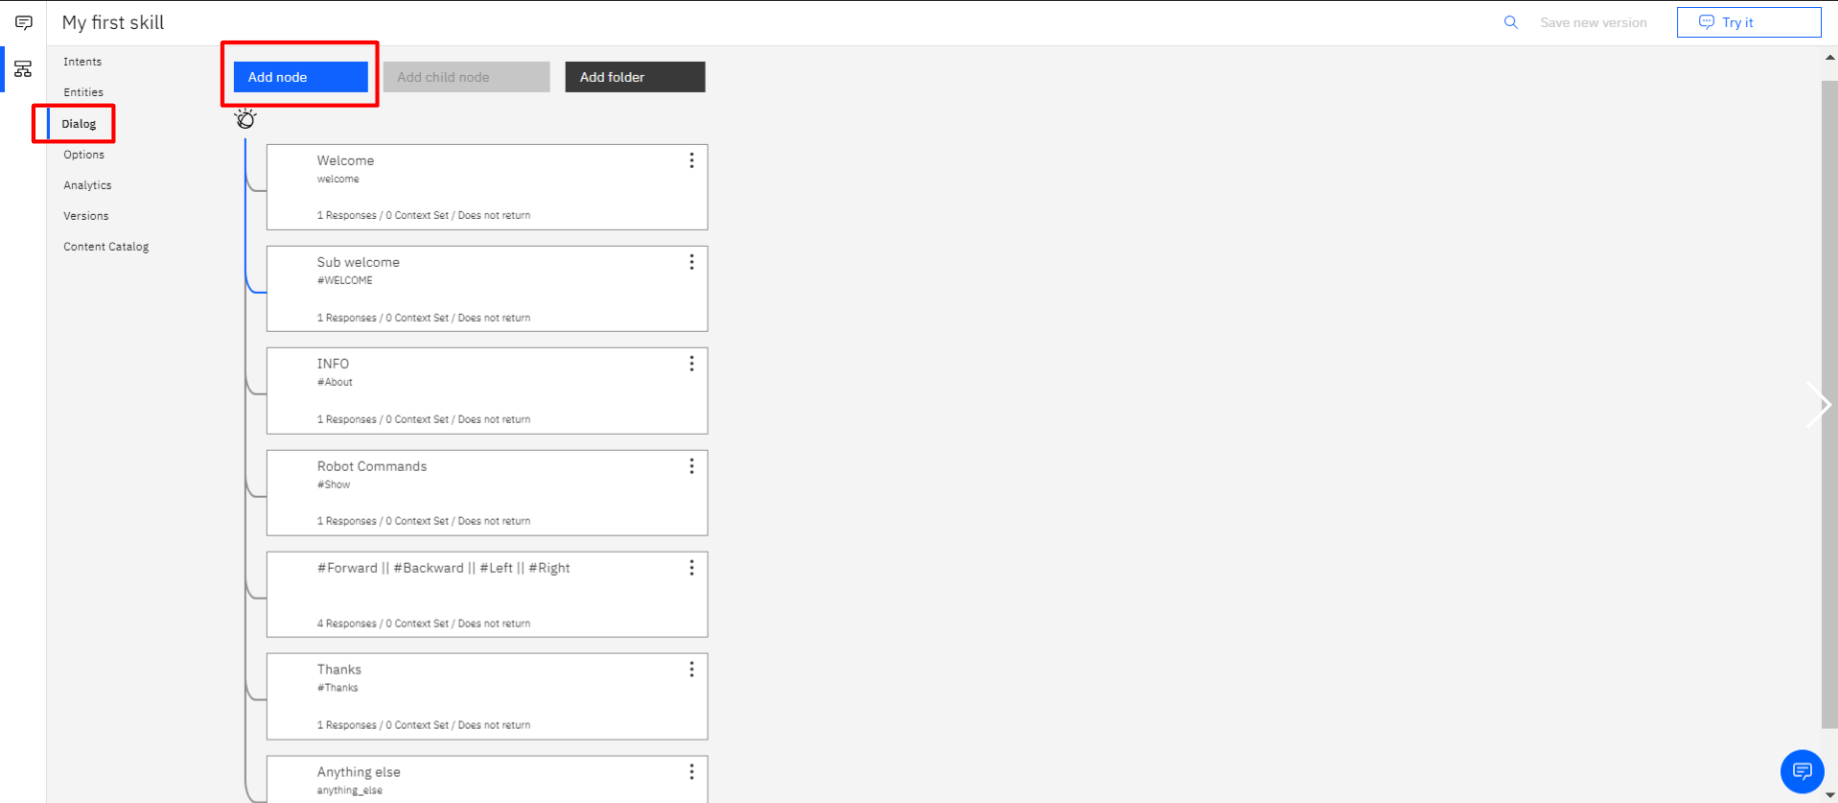 My first skill
Save new version
Try it
Intents
Entities
Dialog
Options
Analytics
Versions
Content Catalog
Add node
Add child node
Add folder
Welcome
welcome
1 Responses / 0 Context Set / Does not return
Sub welcome
#WELCOME
1 Responses / 0 Context Set / Does not return
INFO
#About
1 Responses / 0 Context Set / Does not return
Robot Commands
#Show
1 Responses / 0 Context Set / Does not return
#Forward || #Backward || #Left || #Right
4 Responses / 0 Context Set / Does not return
Thanks
#Thanks
1 Responses / 0 Context Set / Does not return
Anything else
anything_else